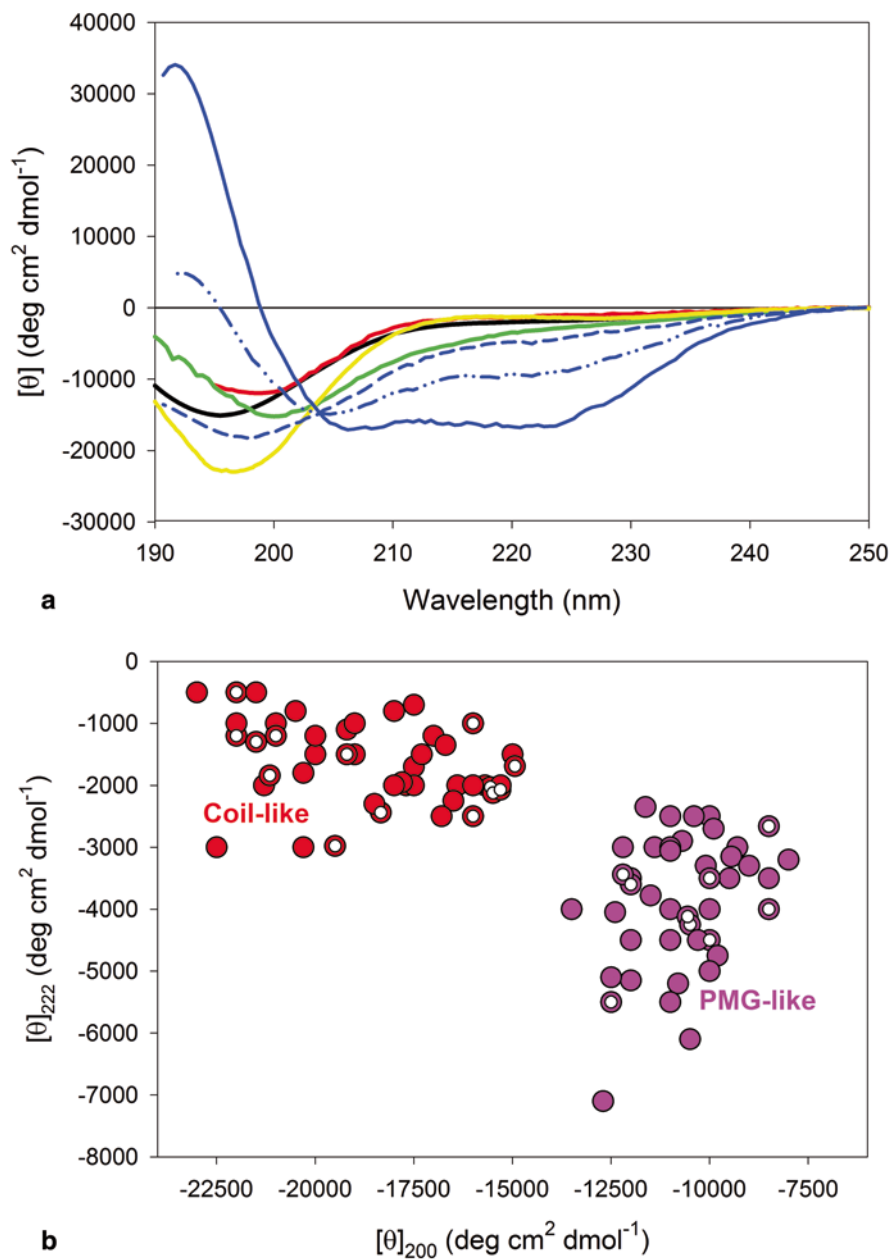 40000
30000
20000
10000
0
-10000
-20000
-30000
[θ] (deg cm² dmol⁻¹)
190 200 210 220 230 240 250
a Wavelength (nm)
0
-1000
-2000
-3000
-4000
-5000
-6000
-7000
-8000
[θ]₂₂₂ (deg cm² dmol⁻¹)
Coil-like
PMG-like
-22500 -20000 -17500 -15000 -12500 -10000 -7500
b [θ]₂₀₀ (deg cm² dmol⁻¹)